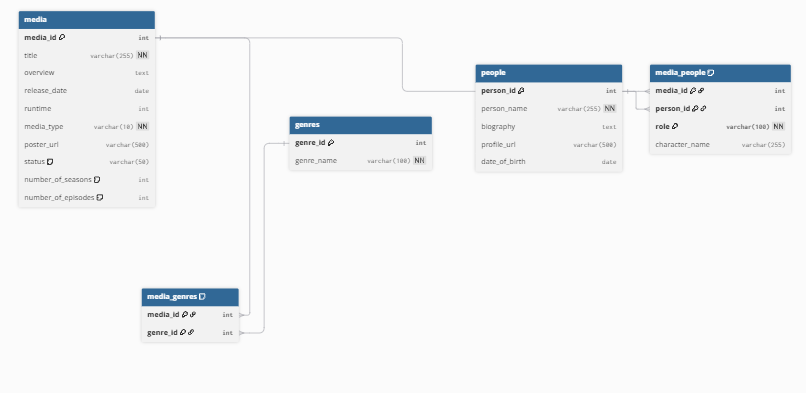 media
media_id int
title varchar(255) NN
overview text
release_date date
runtime int
media_type varchar(10) NN
poster_url varchar(500)
status varchar(50)
number_of_seasons int
number_of_episodes int
genres
genre_id int
genre_name varchar(100) NN
people
person_id int
person_name varchar(255) NN
biography text
profile_url varchar(500)
date_of_birth date
media_people
media_id int
person_id int
role varchar(100) NN
character_name varchar(255)
media_genres
media_id int
genre_id int